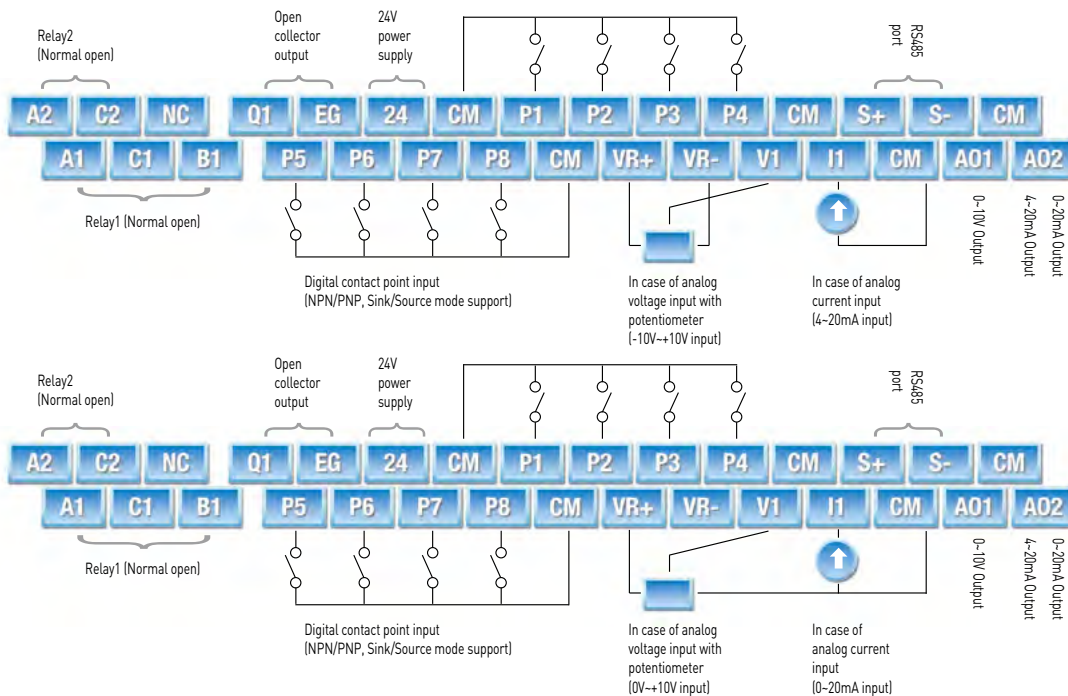 Relay2
(Normal open)
Open
collector
output
24V
power
supply
RS485
port
A2 C2 NC Q1 EG 24 CM P1 P2 P3 P4 CM S+ S- CM
A1 C1 B1 P5 P6 P7 P8 CM VR+ VR- V1 I1 CM AO1 AO2
Relay1 (Normal open)
Digital contact point input
(NPN/PNP, Sink/Source mode support)
In case of analog
voltage input with
potentiometer
(-10V~+10V input)
In case of analog
current input
(4~20mA input)
0~10V Output
4~20mA Output
0~20mA Output
Relay2
(Normal open)
Open
collector
output
24V
power
supply
RS485
port
A2 C2 NC Q1 EG 24 CM P1 P2 P3 P4 CM S+ S- CM
A1 C1 B1 P5 P6 P7 P8 CM VR+ VR- V1 I1 CM AO1 AO2
Relay1 (Normal open)
Digital contact point input
(NPN/PNP, Sink/Source mode support)
In case of analog
voltage input with
potentiometer
(0V~+10V input)
In case of
analog current
input
(0~20mA input)
0~10V Output
4~20mA Output
0~20mA Output